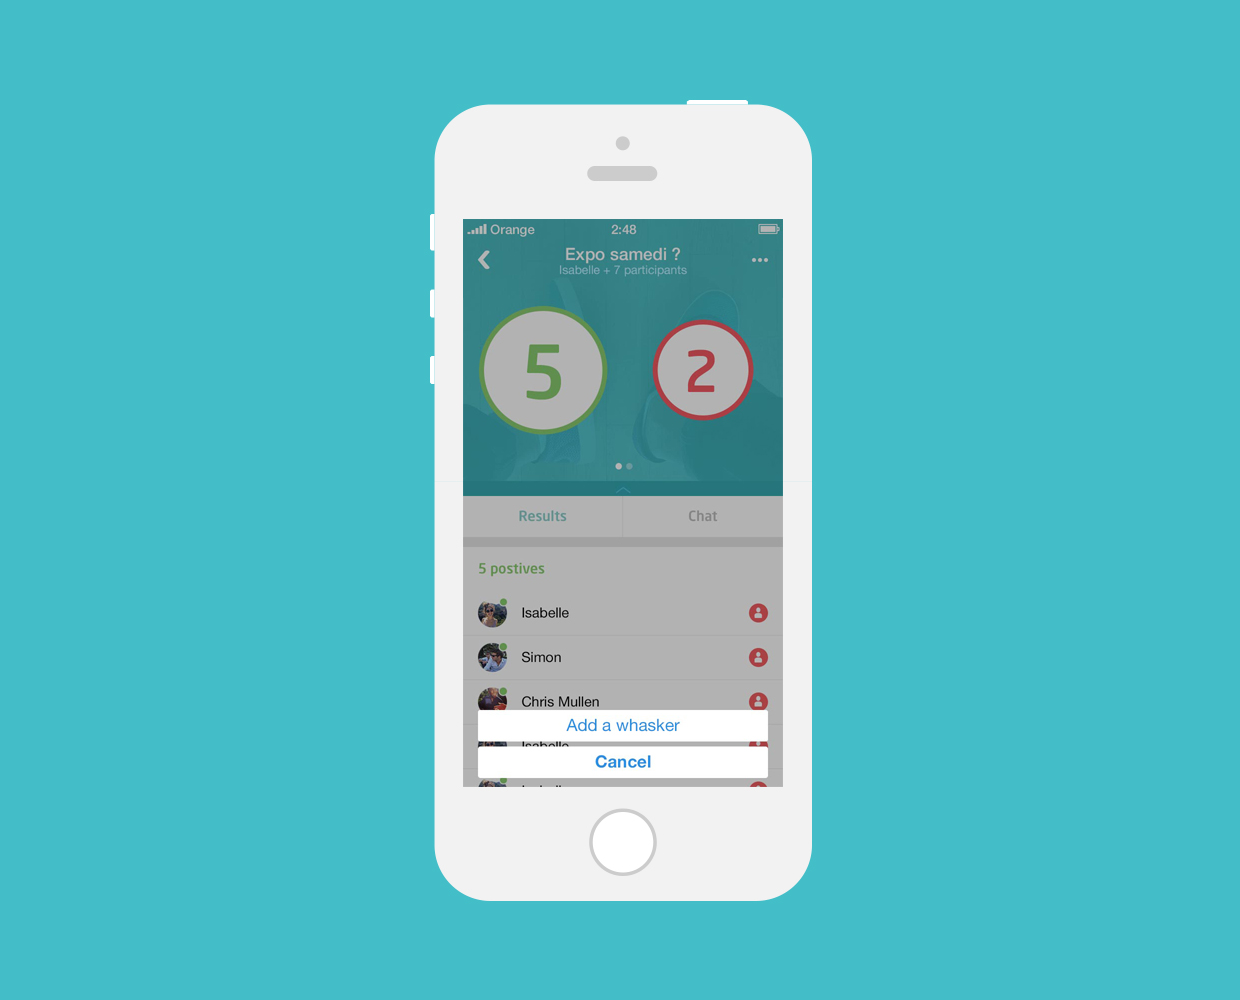 Orange 2:48
Expo samedi ?
Isabelle + 7 participants
5 2
Results Chat
5 postives
Isabelle
Simon
Chris Mullen
Add a whasker
Isabelle
Cancel